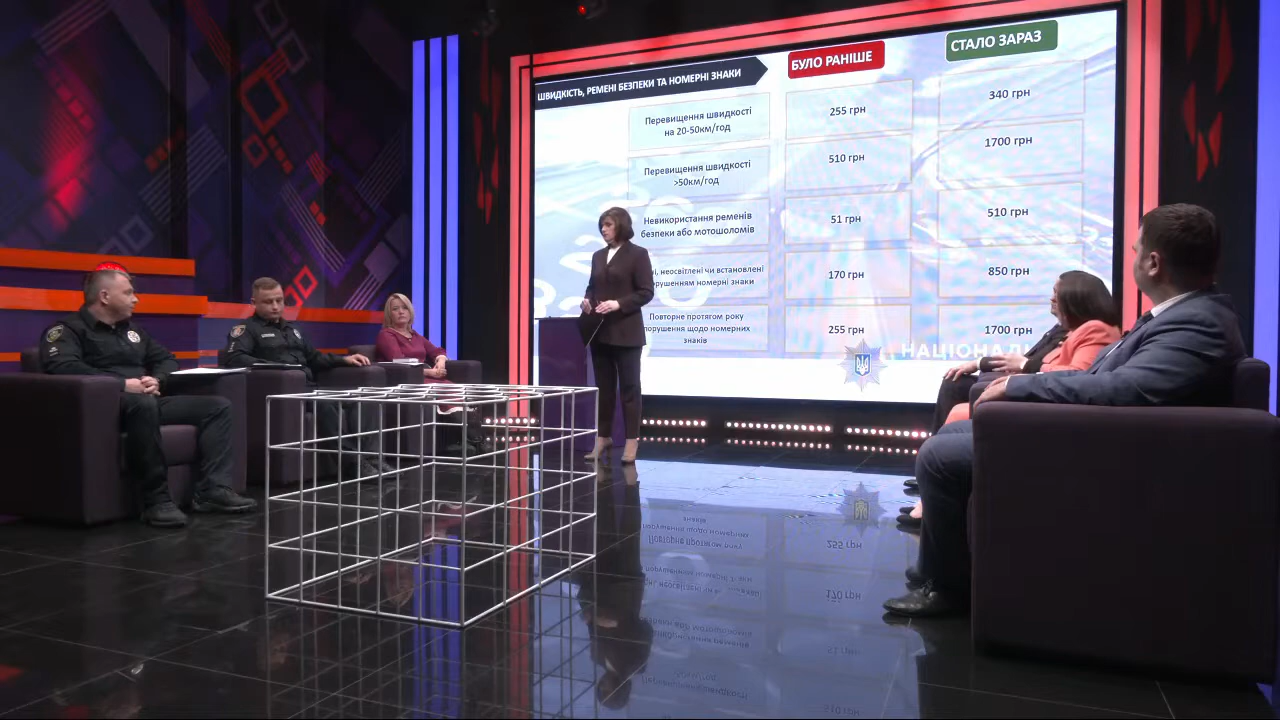 ШВИДКІСТЬ, РЕМЕНІ БЕЗПЕКИ ТА НОМЕРНІ ЗНАКИ
БУЛО РАНІШЕ
СТАЛО ЗАРАЗ
Перевищення швидкості
на 20-50км/год
255 грн
340 грн
Перевищення швидкості
>50км/год
510 грн
1700 грн
Невикористання ременів
безпеки або мотошоломів
51 грн
510 грн
неосвітлені чи встановлені
номерні знаки
170 грн
850 грн
Повторне протягом року
порушення щодо номерних
знаків
255 грн
1700 грн